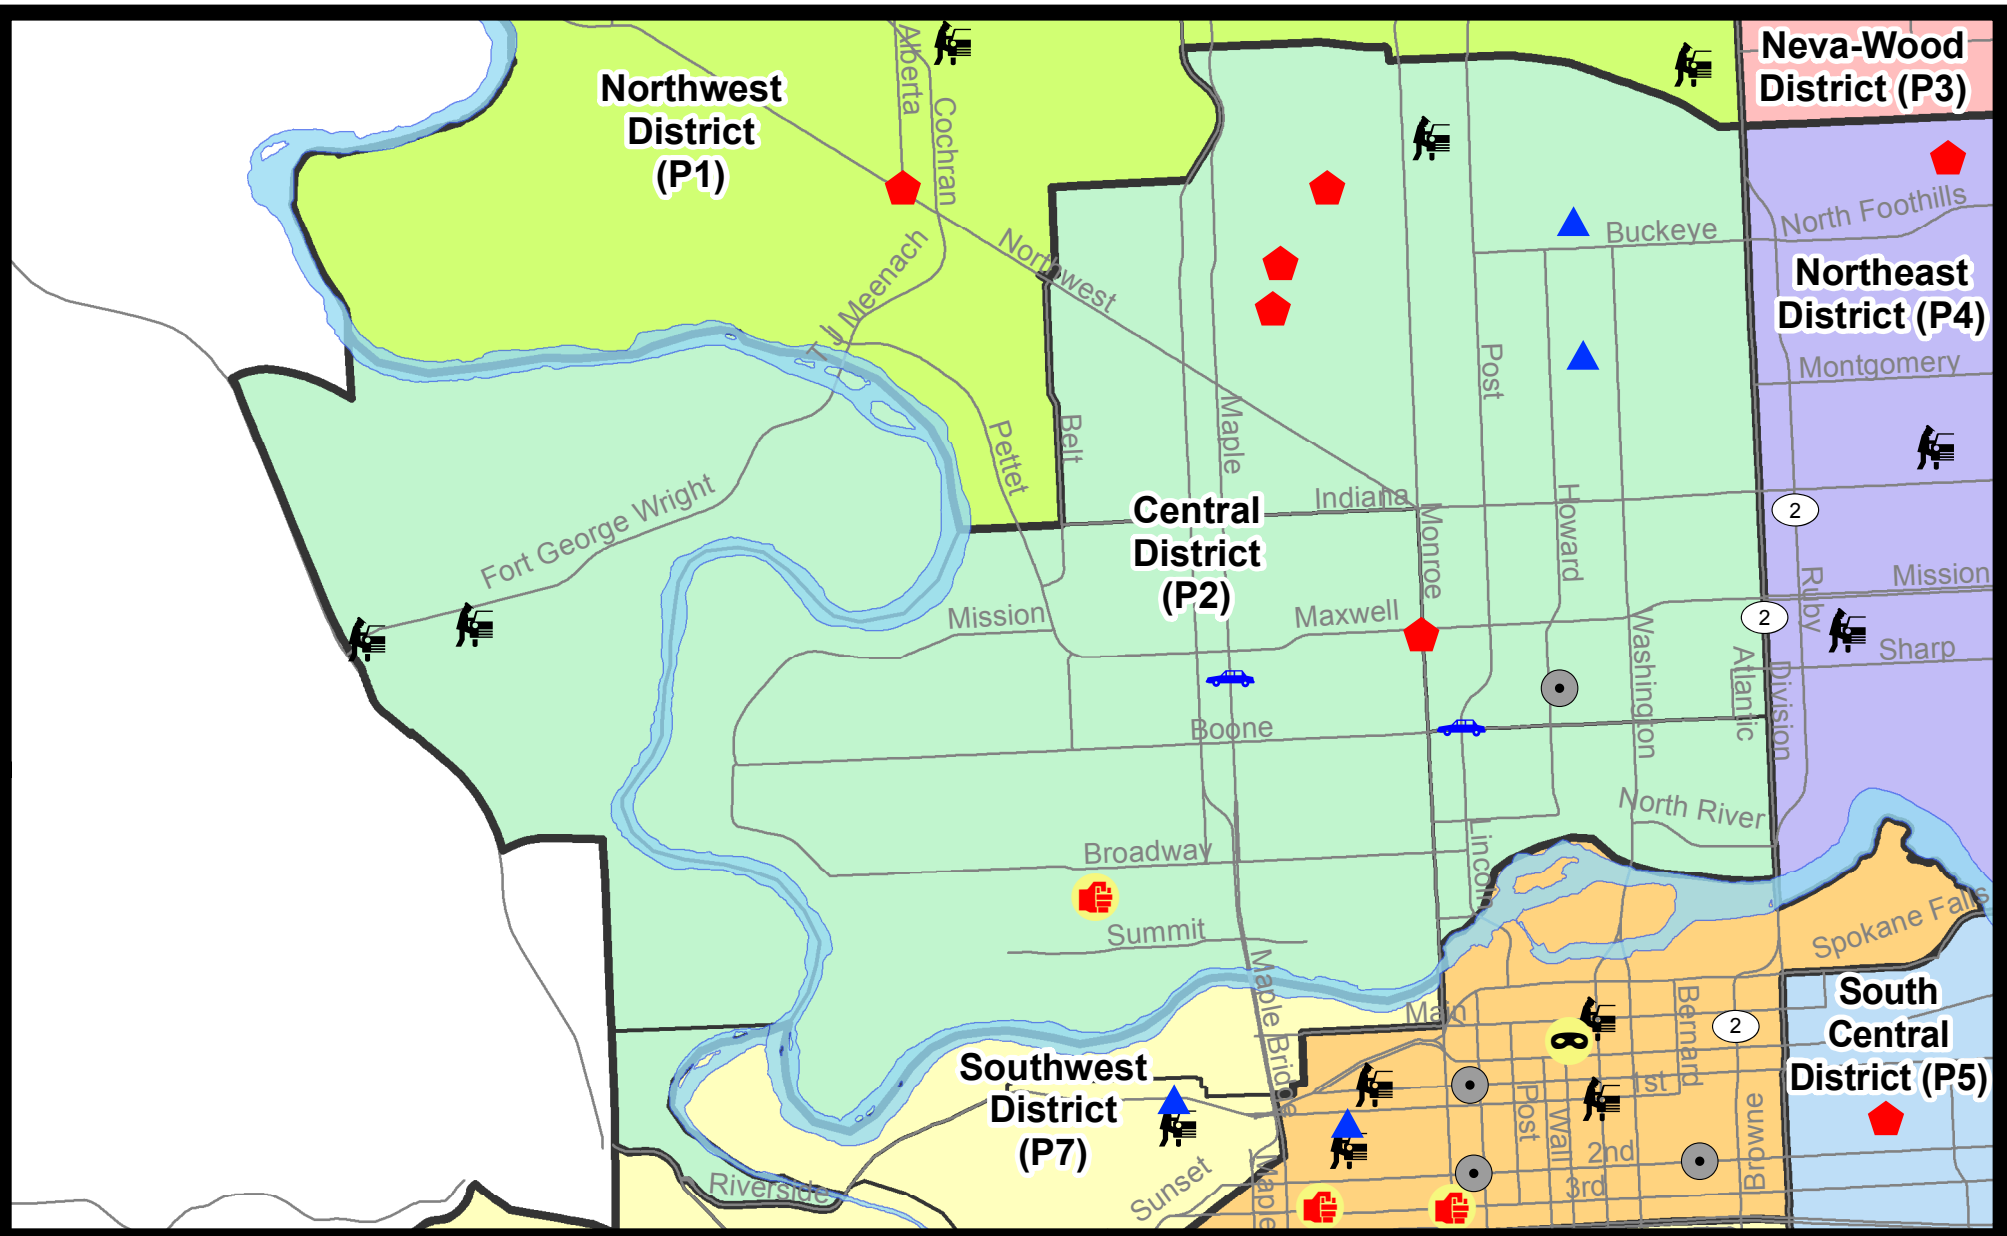 Neva-Wood
District (P3)
Northwest
District
(P1)
Alberta
Cochran
North Foothills
Buckeye
Northwest
T J Meenach
Northeast
District (P4)
Montgomery
Post
Maple
Belt
Pettet
Indiana
Central
District
(P2)
Monroe
Howard
2
Fort George Wright
Mission
Mission
Maxwell
2
Ruby
Washington
Sharp
Atlantic
Division
Boone
North River
Broadway
Lincoln
Summit
Spokane Falls
Maple Bridge
Main
Bernard
2
South
Central
District (P5)
Southwest
District
(P7)
1st
Post
Wall
Browne
2nd
3rd
Riverside
Sunset
Maple